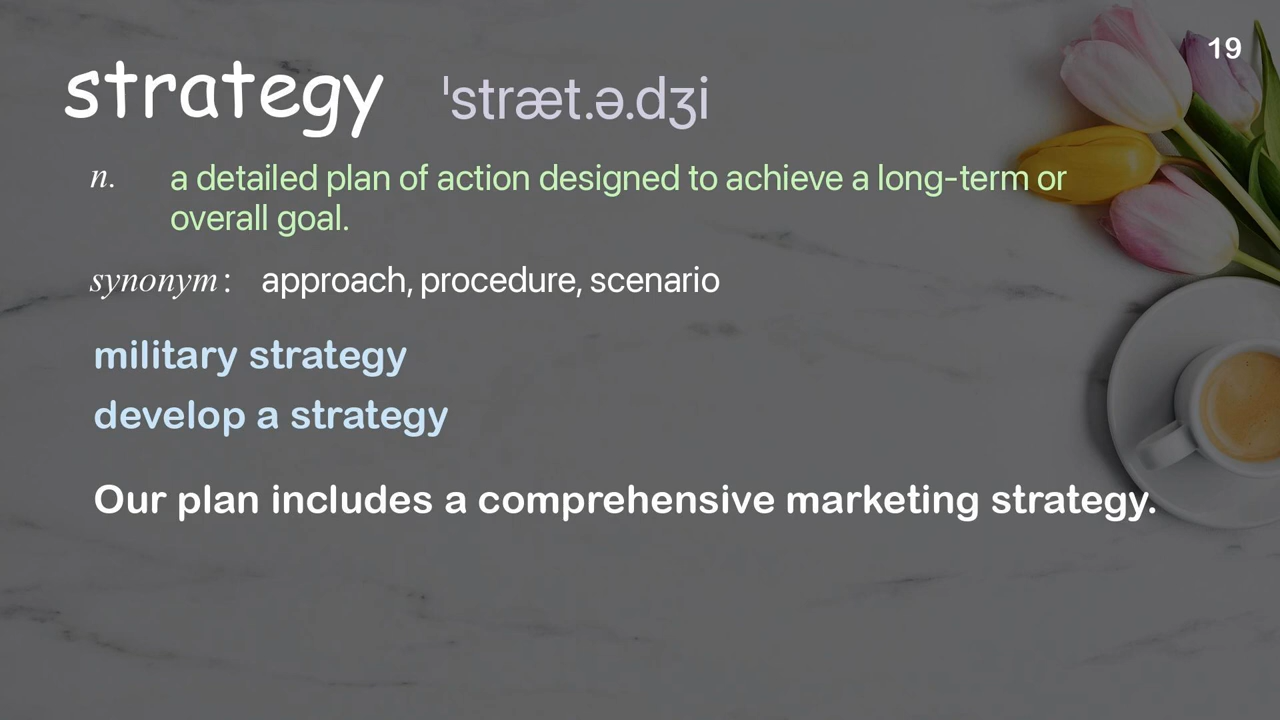 19
strategy ˈstræt.ə.dʒi
n. a detailed plan of action designed to achieve a long-term or
overall goal.
synonym: approach, procedure, scenario
military strategy
develop a strategy
Our plan includes a comprehensive marketing strategy.